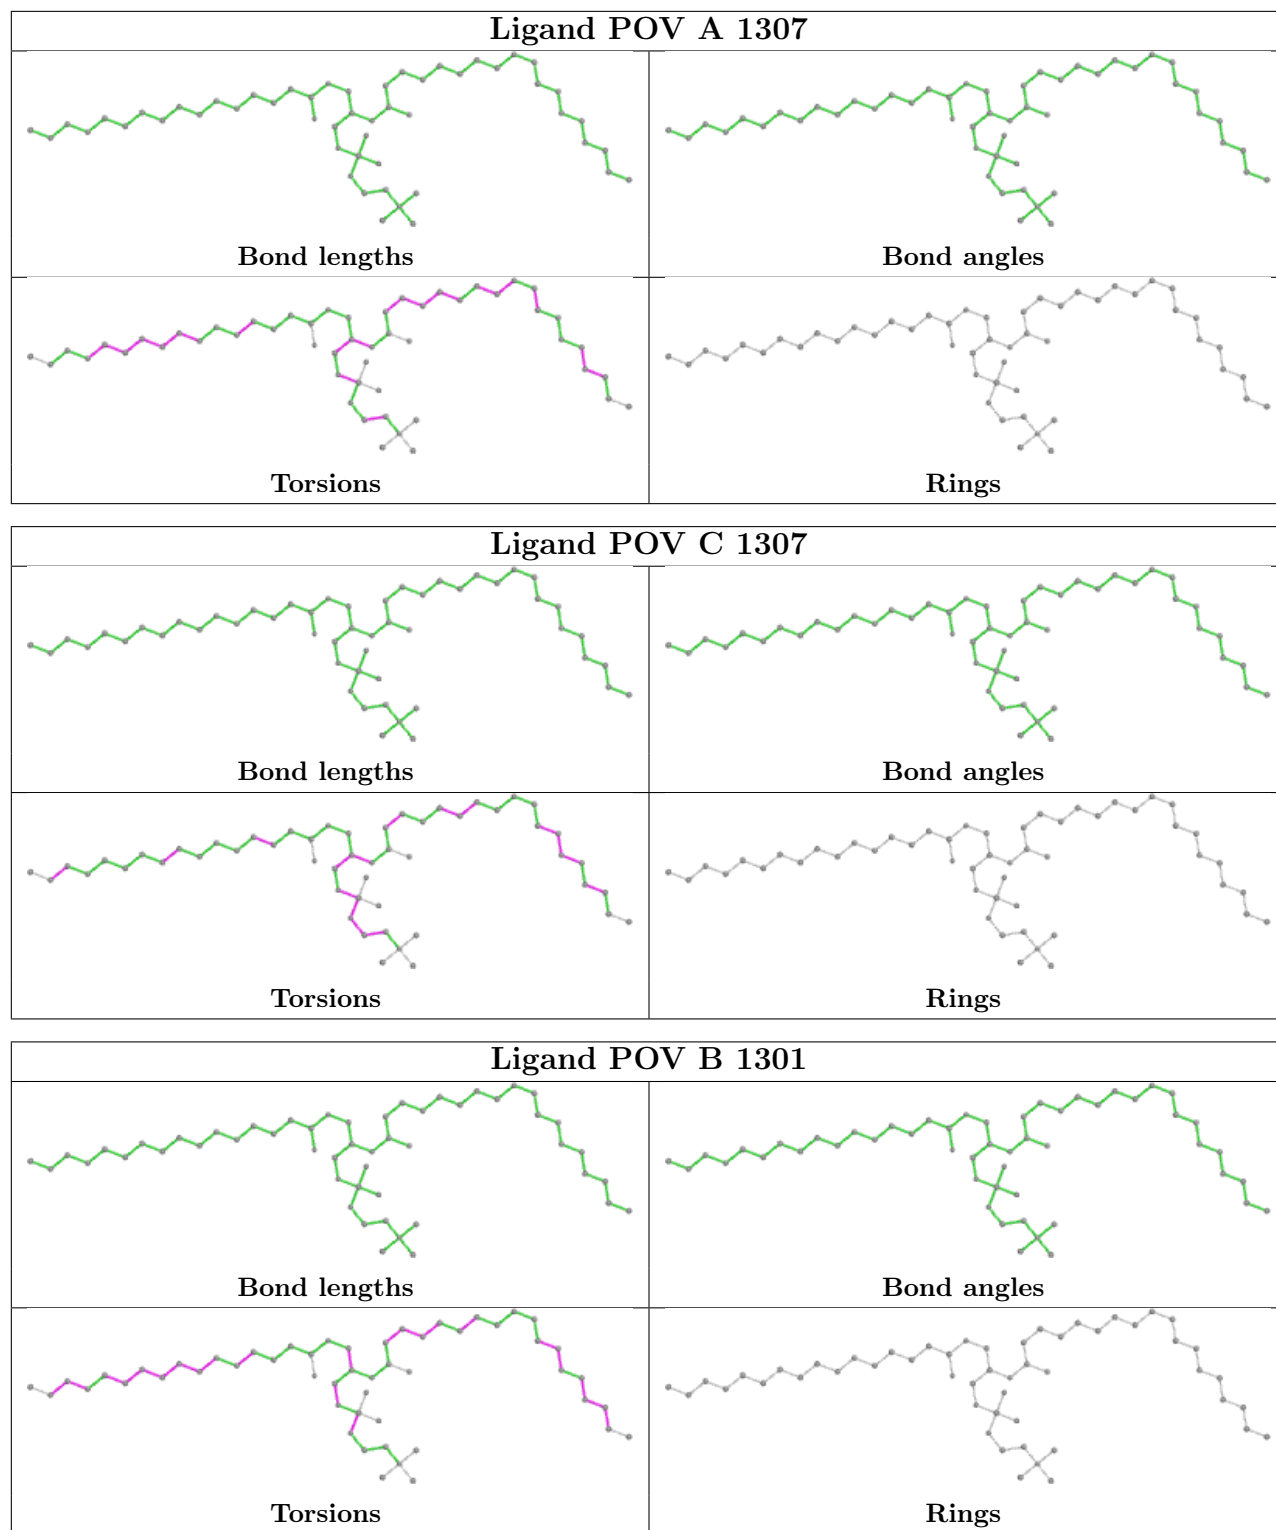 Ligand POV A 1307
Bond lengths
Bond angles
Torsions
Rings
Ligand POV C 1307
Bond lengths
Bond angles
Torsions
Rings
Ligand POV B 1301
Bond lengths
Bond angles
Torsions
Rings